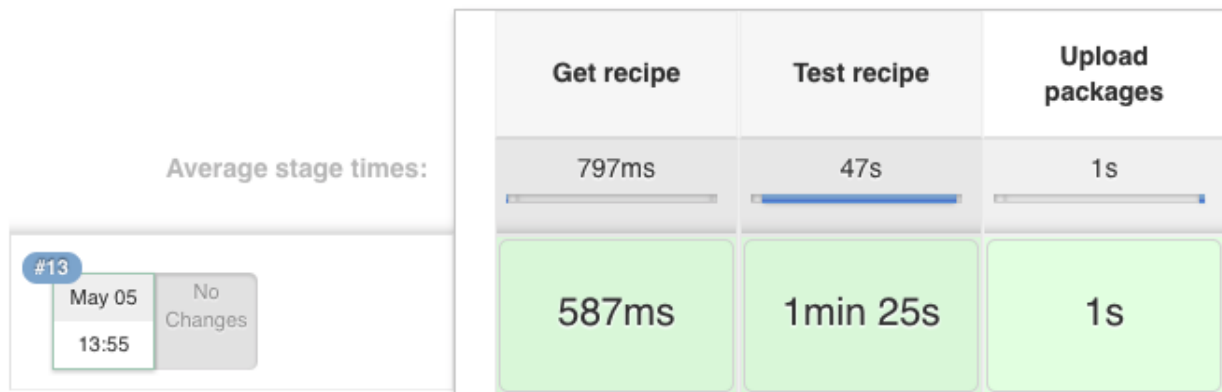 Get recipe
Test recipe
Upload
packages
Average stage times:
797ms
47s
1s
#13
May 05
No
Changes
13:55
587ms
1min 25s
1s